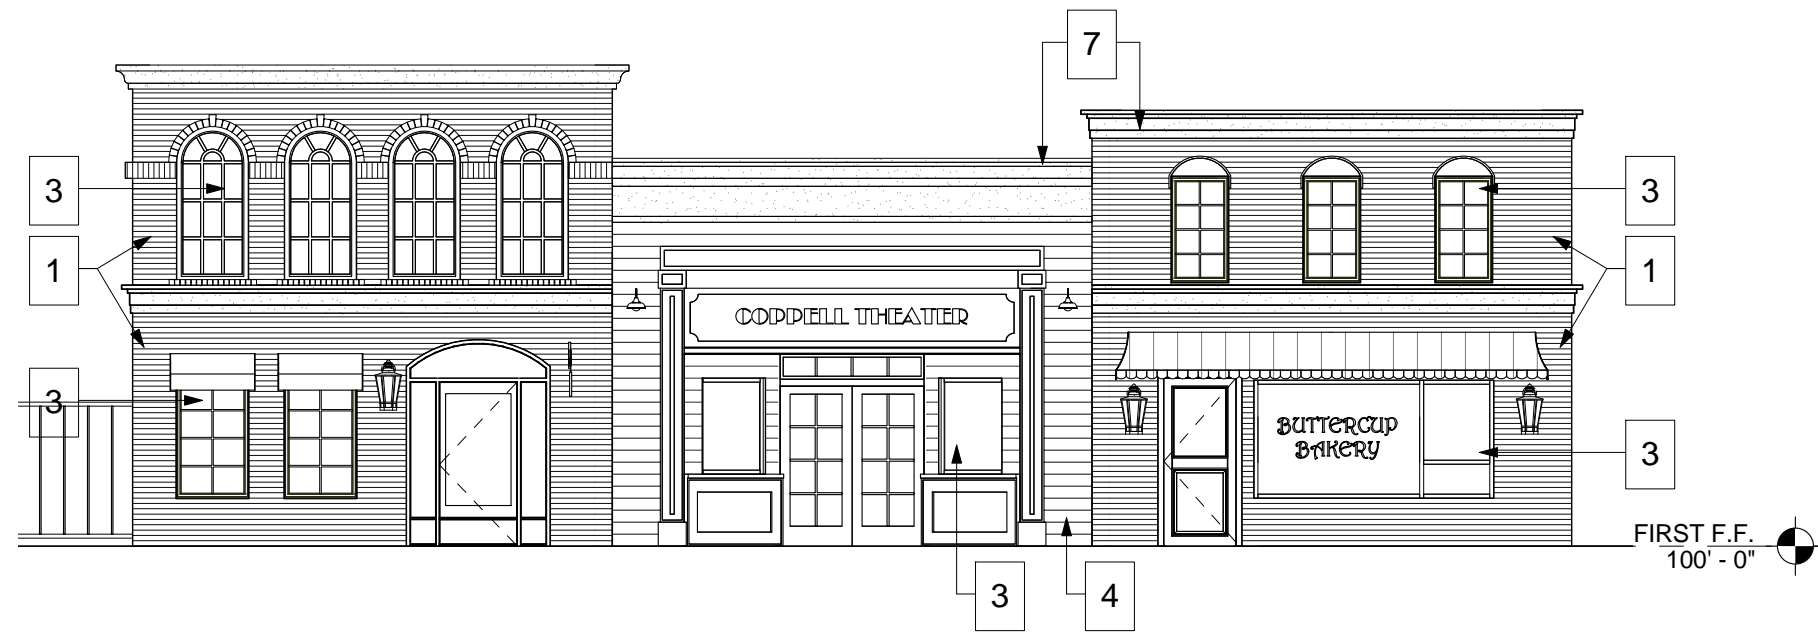 7
3
3
1
1
COPPELL THEATER
3
BUTTERCUP
BAKERY
3
FIRST F.F.
100' - 0"
3
4